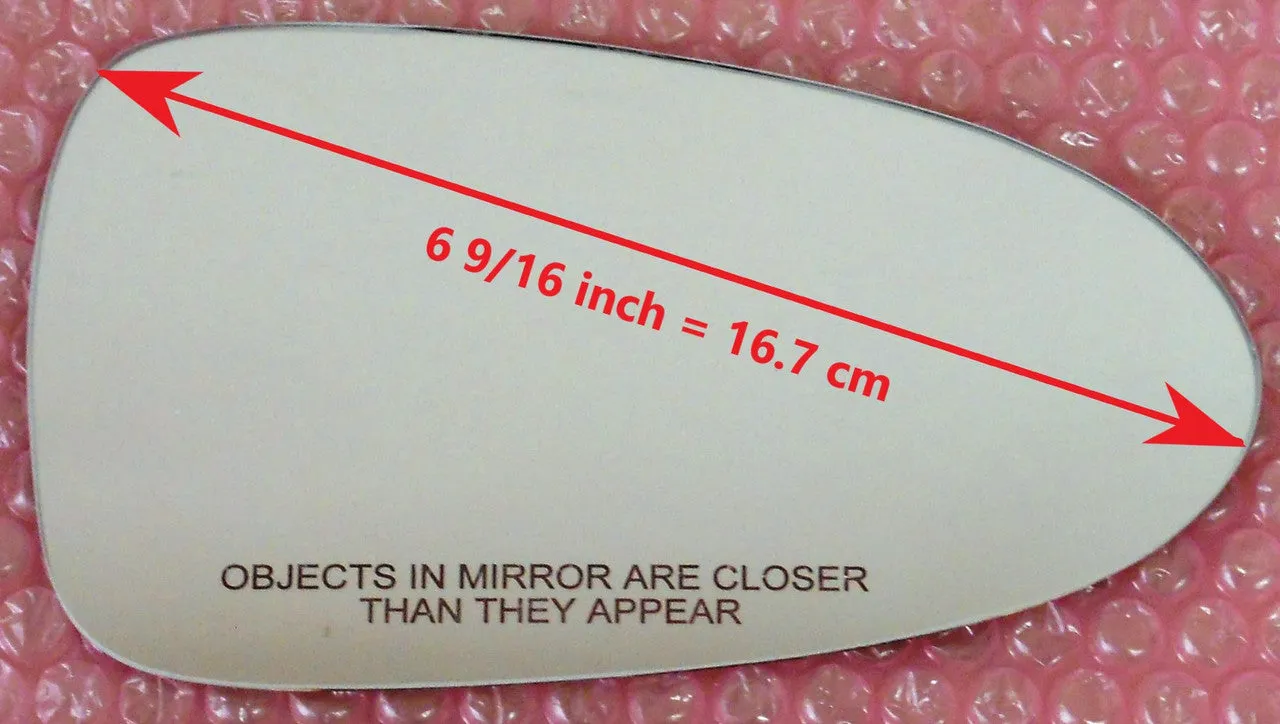 6 9/16 inch = 16.7 cm
OBJECTS IN MIRROR ARE CLOSER
THAN THEY APPEAR